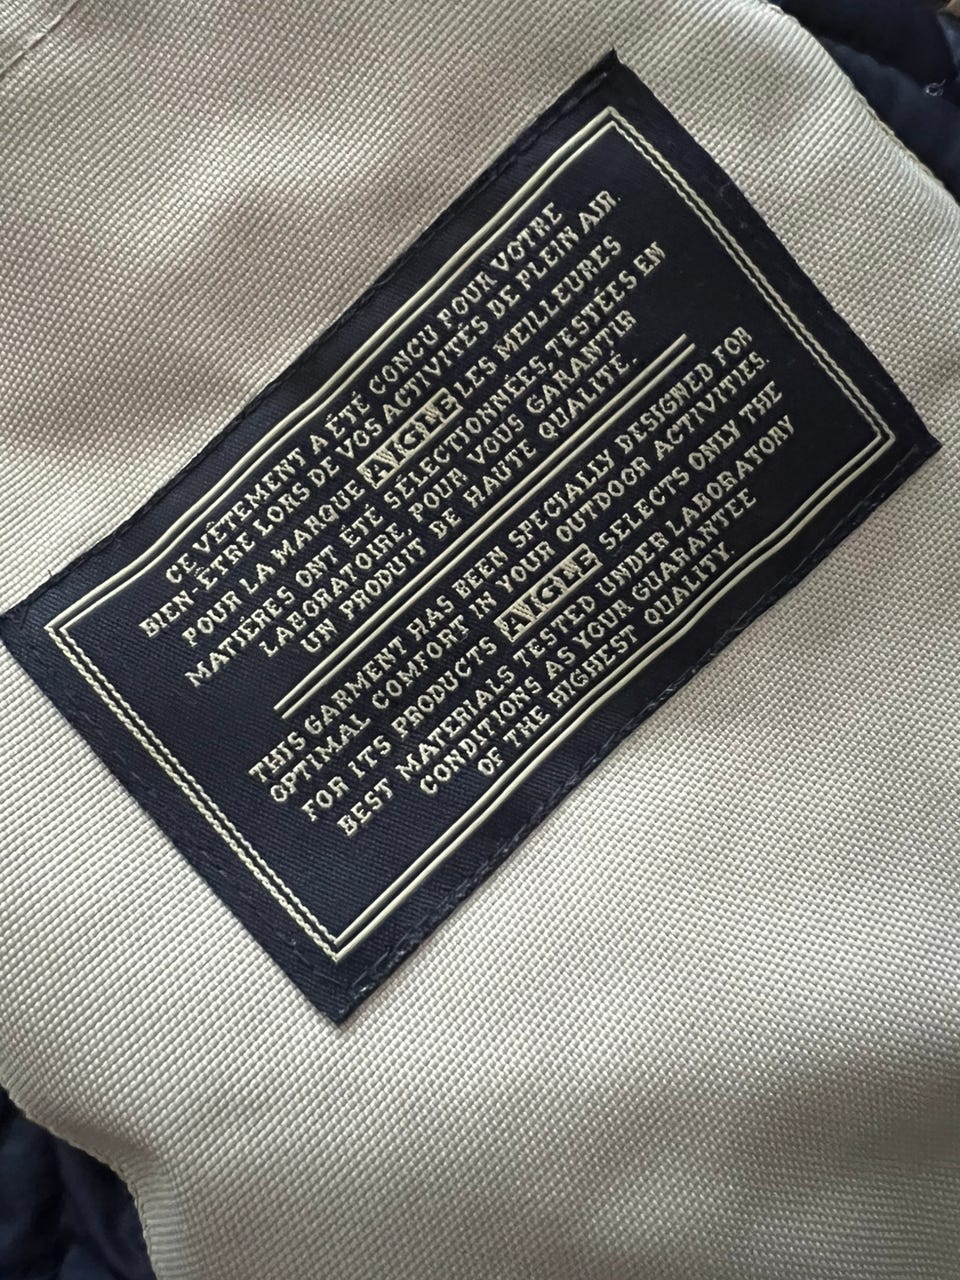 CE VÊTEMENT A ÉTÉ CONÇU POUR VOTRE
BIEN-ÊTRE LORS DE VOS ACTIVITÉS DE PLEIN AIR.
POUR LA MARQUE AIGLE LES MEILLEURES
MATIÈRES ONT ÉTÉ SÉLECTIONNÉES, TESTÉES EN
LABORATOIRE, POUR VOUS GARANTIR
UN PRODUIT DE HAUTE QUALITÉ.
THIS GARMENT HAS BEEN SPECIALLY DESIGNED FOR
OPTIMAL COMFORT IN YOUR OUTDOOR ACTIVITIES.
FOR ITS PRODUCTS AIGLE SELECTS ONLY THE
BEST MATERIALS TESTED UNDER LABORATORY
CONDITIONS AS YOUR GUARANTEE
OF THE HIGHEST QUALITY.